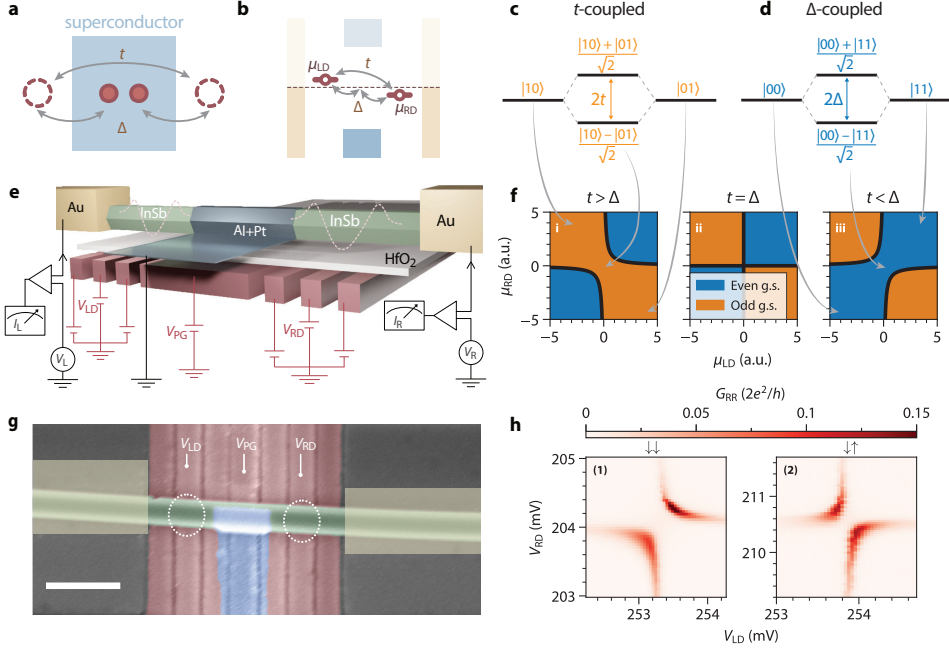 a
superconductor
t
Δ
b
μLD
t
Δ
μRD
c
t-coupled
|10⟩ + |01⟩
√2
|10⟩
2t
|01⟩
|10⟩ − |01⟩
√2
d
Δ-coupled
|00⟩ + |11⟩
√2
|00⟩
2Δ
|11⟩
|00⟩ − |11⟩
√2
e
Au
InSb
Al+Pt
InSb
Au
HfO2
IL
VL
VLD
VPG
VRD
IR
VR
f
t > Δ
t = Δ
t < Δ
i
ii
iii
5
0
−5
μRD (a.u.)
Even g.s.
Odd g.s.
−5 0 5
−5 0 5
−5 0 5
μLD (a.u.)
g
VLD
VPG
VRD
GRR (2e²/h)
0 0.05 0.1 0.15
h
↓↓
↓↑
(1)
(2)
205
204
203
VRD (mV)
211
210
253 254
253 254
VLD (mV)